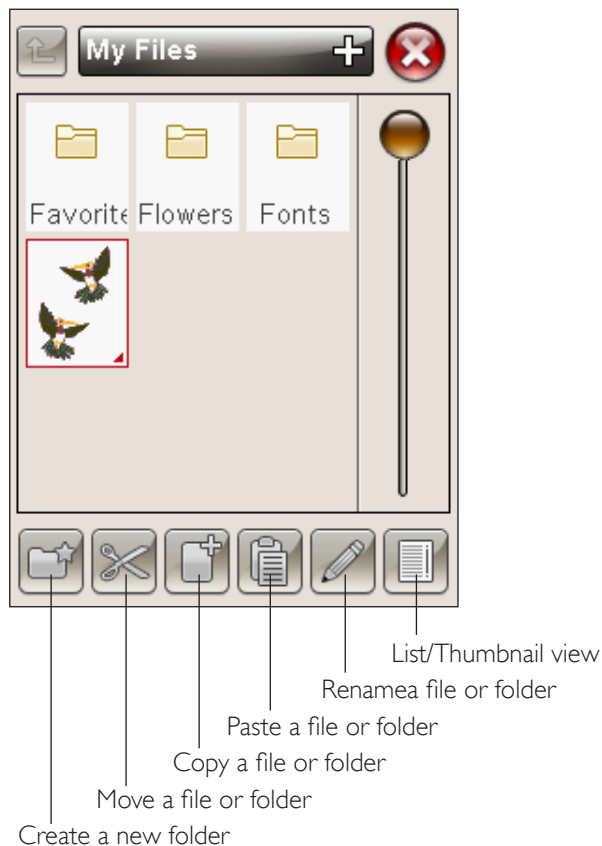 My Files
Favorite Flowers Fonts
List/Thumbnail view
Renamea file or folder
Paste a file or folder
Copy a file or folder
Move a file or folder
Create a new folder